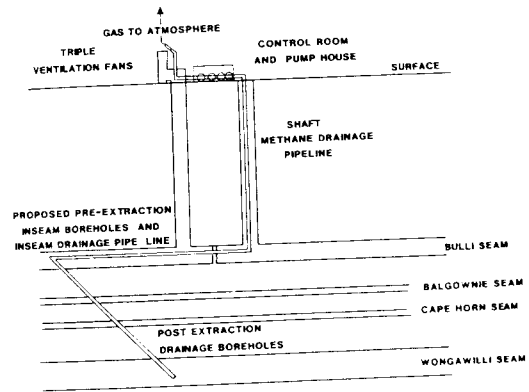 GAS TO ATMOSPHERE
TRIPLE
VENTILATION FANS
CONTROL ROOM
AND PUMP HOUSE
SURFACE
SHAFT
METHANE DRAINAGE
PIPELINE
PROPOSED PRE-EXTRACTION
INSEAM BOREHOLES AND
INSEAM DRAINAGE PIPE LINE
BULLI SEAM
BALGOWNIE SEAM
CAPE HORN SEAM
POST EXTRACTION
DRAINAGE BOREHOLES
WONGAWILLI SEAM